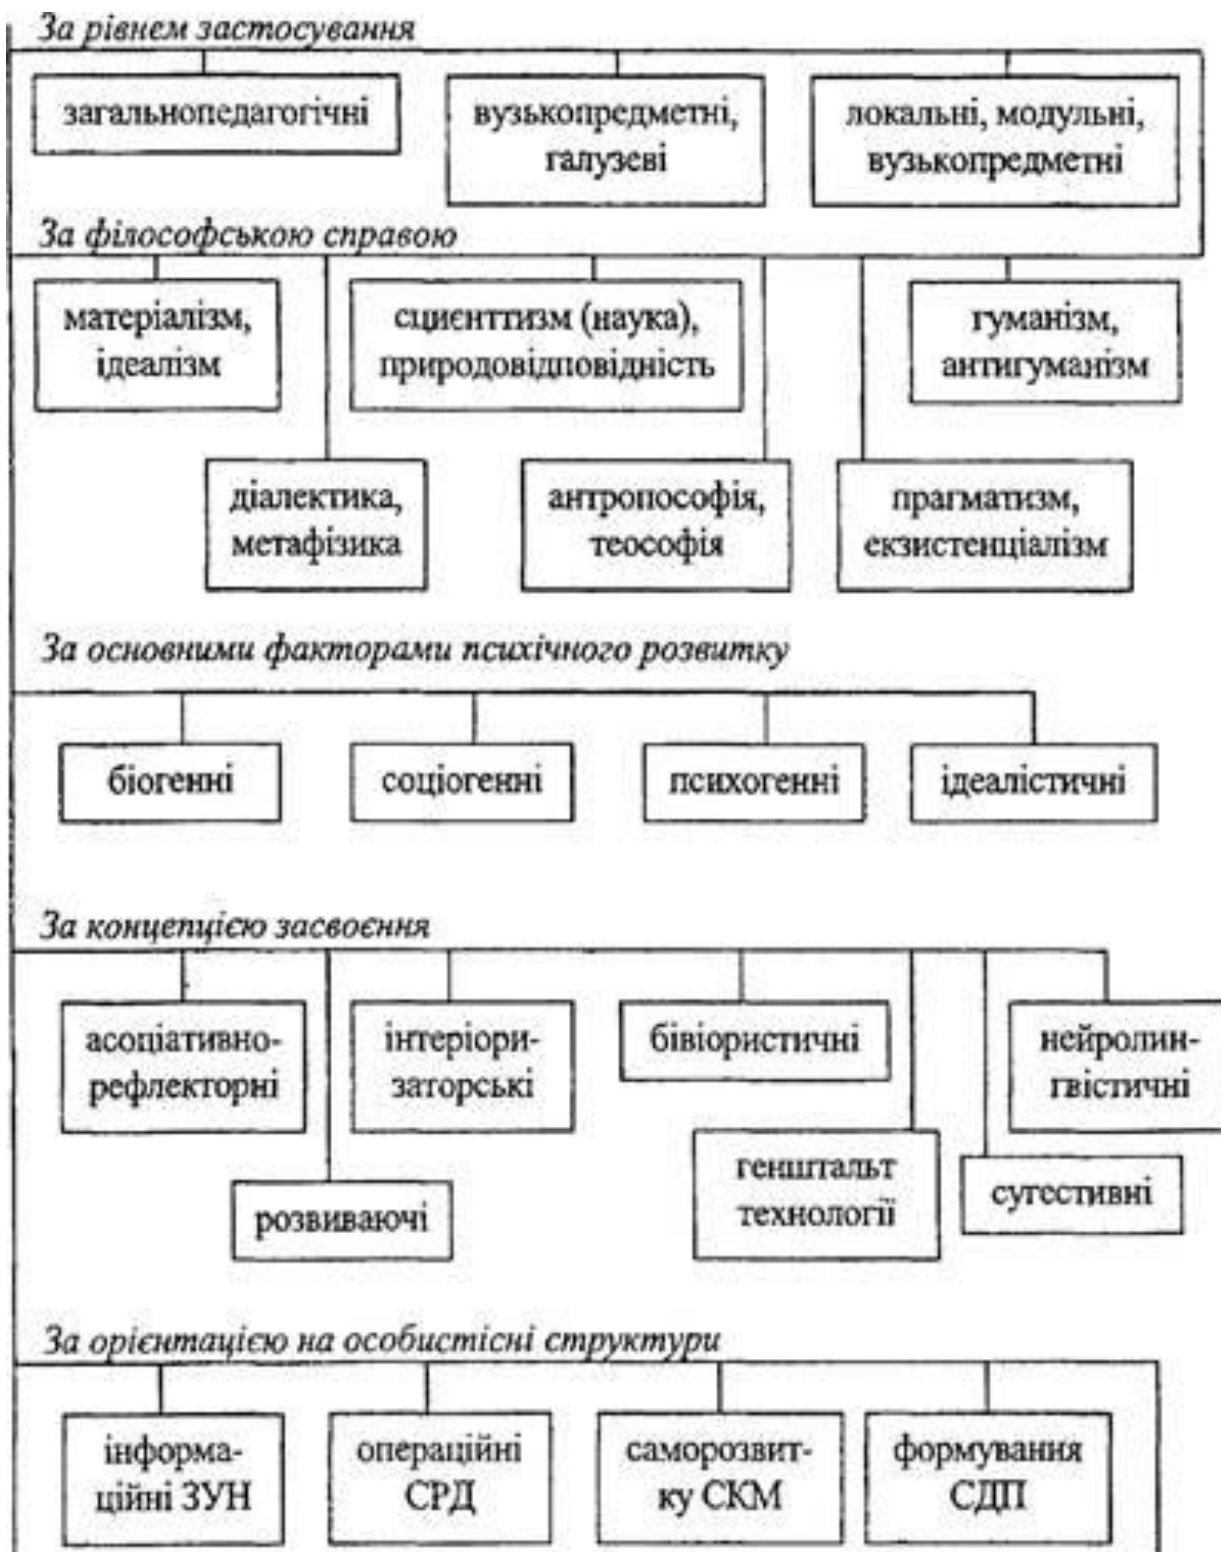 За рівнем застосування
загальнопедагогічні
вузькопредметні,
галузеві
локальні, модульні,
вузькопредметні
За філософською справою
матеріалізм,
ідеалізм
сциєнттизм (наука),
природовідповідність
гуманізм,
антигуманізм
діалектика,
метафізика
антропософія,
теософія
прагматизм,
екзистенціалізм
За основними факторами психічного розвитку
біогенні
соціогенні
психогенні
ідеалістичні
За концепцією засвоєння
асоціативно-
рефлекторні
інтеріори-
заторські
бівіористичні
нейролин-
гвістичні
розвиваючі
генштальт
технології
сугестивні
За орієнтацією на особистісні структури
інформа-
ційні ЗУН
операційні
СРД
саморозвит-
ку СКМ
формування
СДП